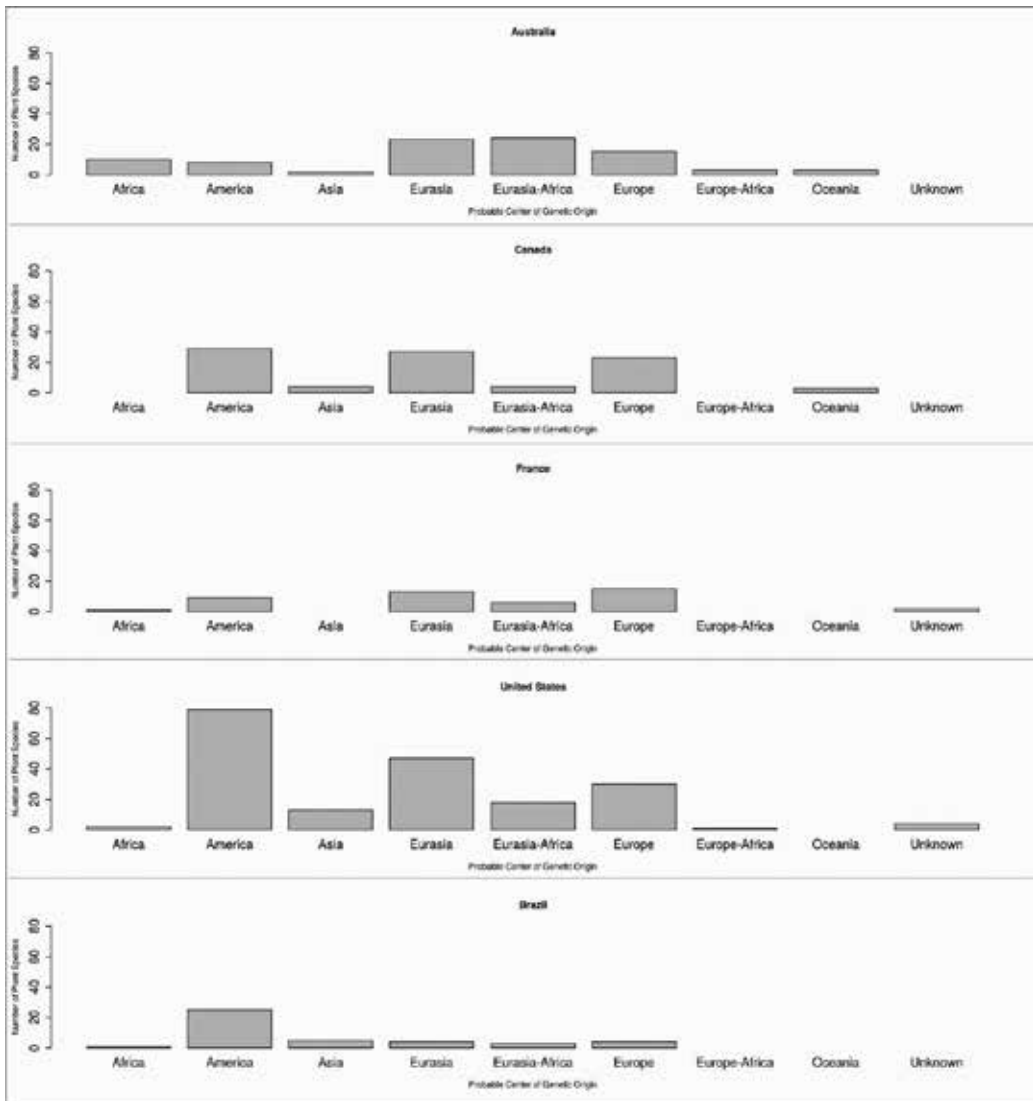 Australia
Number of Plant Species
80
60
40
20
0
Africa America Asia Eurasia Eurasia-Africa Europe Europe-Africa Oceania Unknown
Probable Center of Genetic Origin
Canada
Number of Plant Species
80
60
40
20
0
Africa America Asia Eurasia Eurasia-Africa Europe Europe-Africa Oceania Unknown
Probable Center of Genetic Origin
France
Number of Plant Species
80
60
40
20
0
Africa America Asia Eurasia Eurasia-Africa Europe Europe-Africa Oceania Unknown
Probable Center of Genetic Origin
United States
Number of Plant Species
80
60
40
20
0
Africa America Asia Eurasia Eurasia-Africa Europe Europe-Africa Oceania Unknown
Probable Center of Genetic Origin
Brazil
Number of Plant Species
80
60
40
20
0
Africa America Asia Eurasia Eurasia-Africa Europe Europe-Africa Oceania Unknown
Probable Center of Genetic Origin